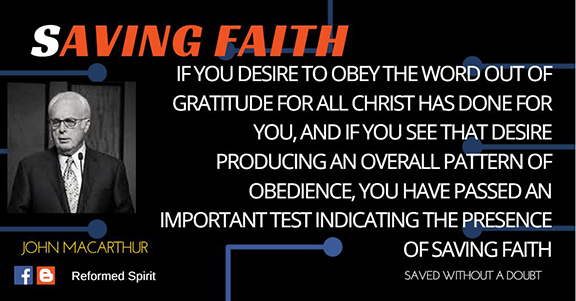 SAVING FAITH
IF YOU DESIRE TO OBEY THE WORD OUT OF
GRATITUDE FOR ALL CHRIST HAS DONE FOR
YOU, AND IF YOU SEE THAT DESIRE
PRODUCING AN OVERALL PATTERN OF
OBEDIENCE, YOU HAVE PASSED AN
IMPORTANT TEST INDICATING THE PRESENCE
OF SAVING FAITH
SAVED WITHOUT A DOUBT
JOHN MACARTHUR
Reformed Spirit